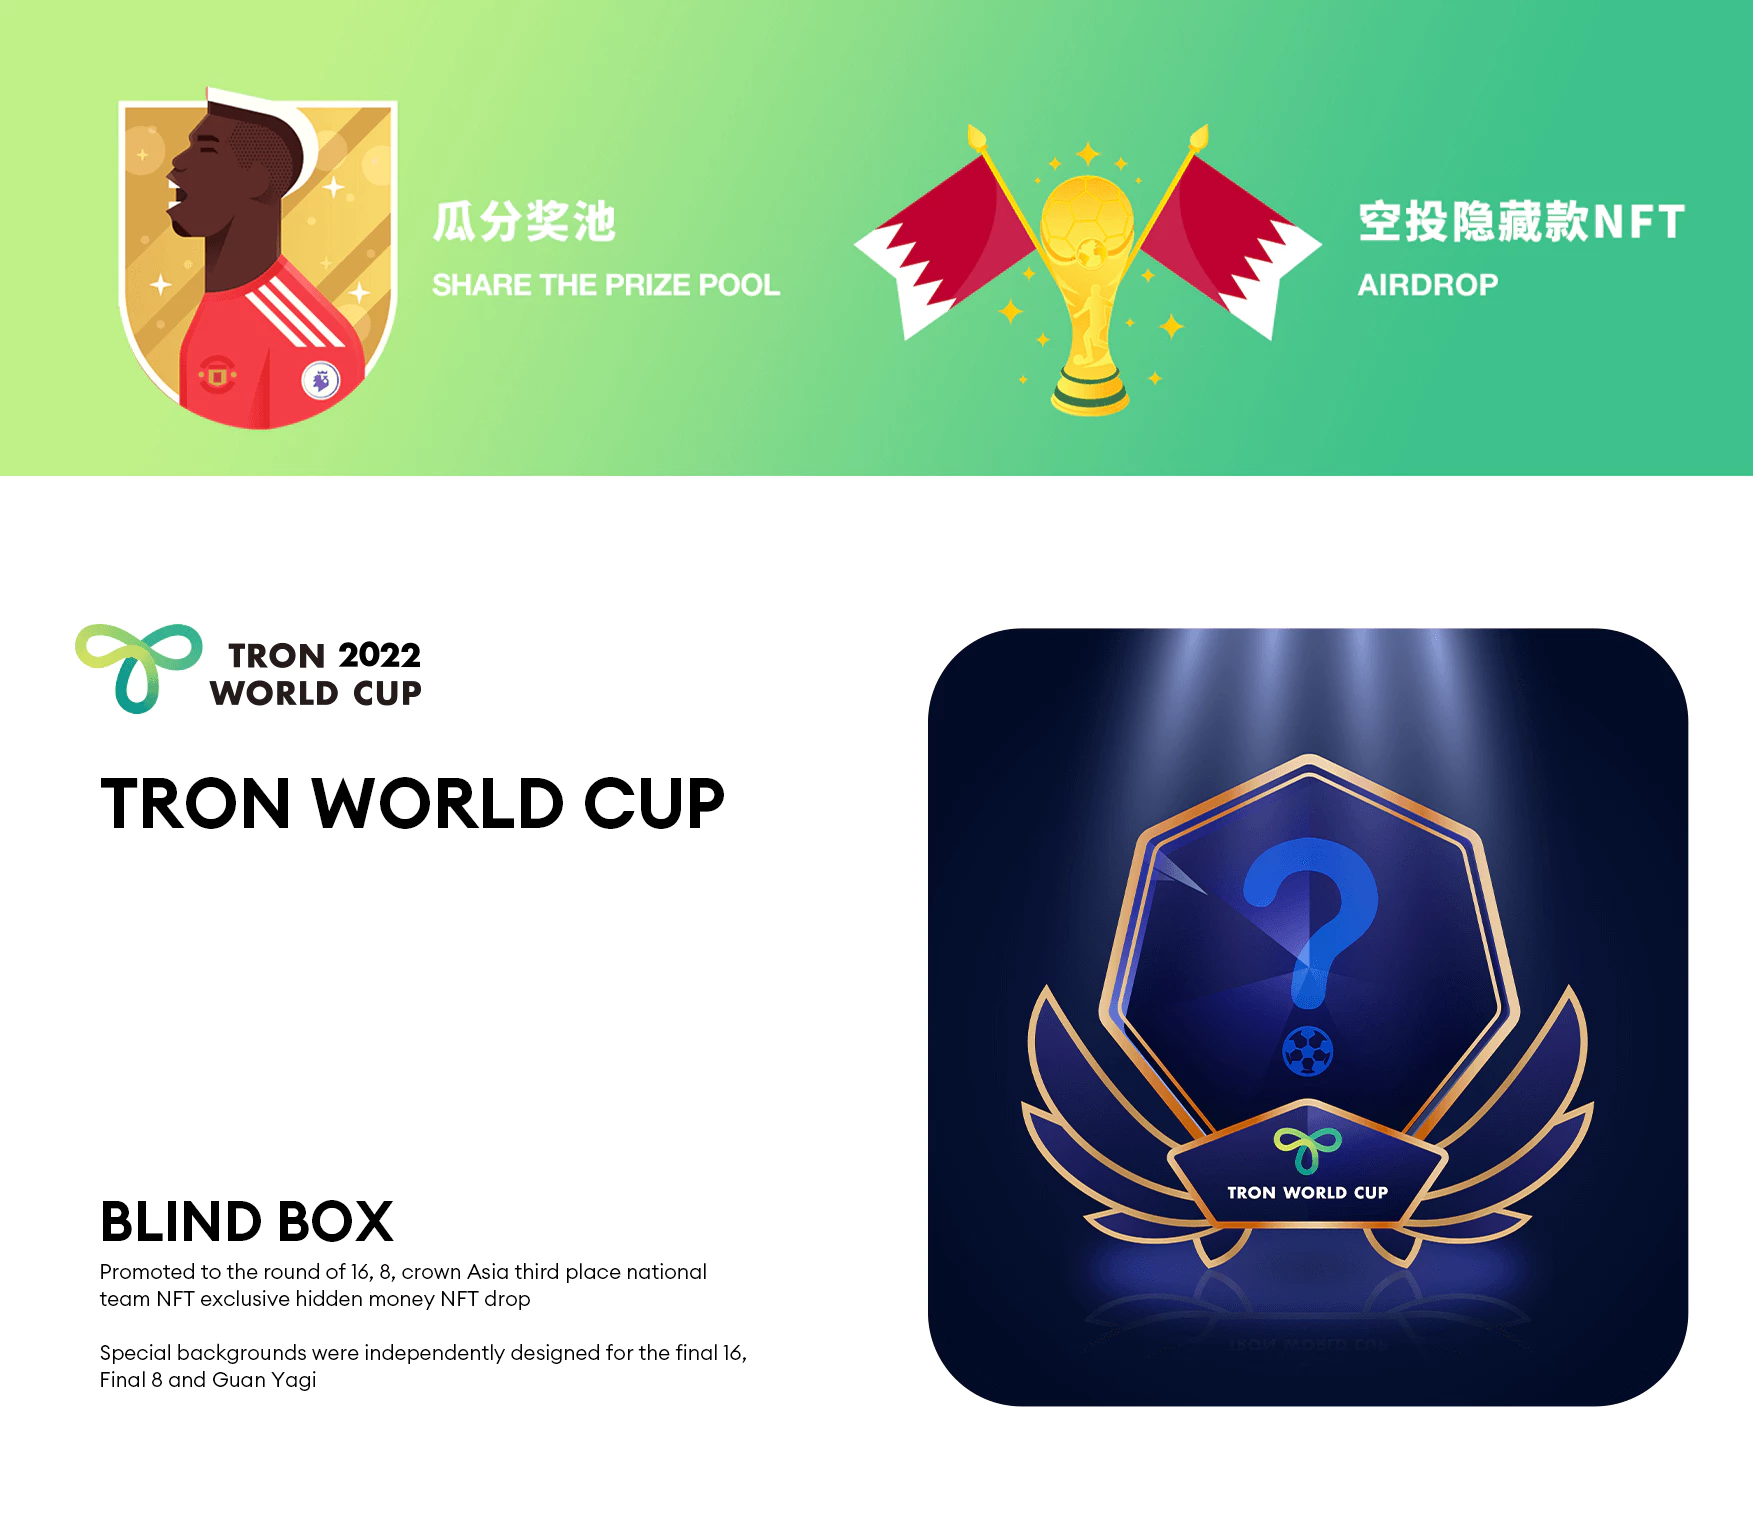 瓜分奖池
SHARE THE PRIZE POOL
空投隐藏款NFT
AIRDROP
TRON 2022
WORLD CUP
TRON WORLD CUP
BLIND BOX
Promoted to the round of 16, 8, crown Asia third place national
team NFT exclusive hidden money NFT drop
Special backgrounds were independently designed for the final 16,
Final 8 and Guan Yagi
TRON WORLD CUP